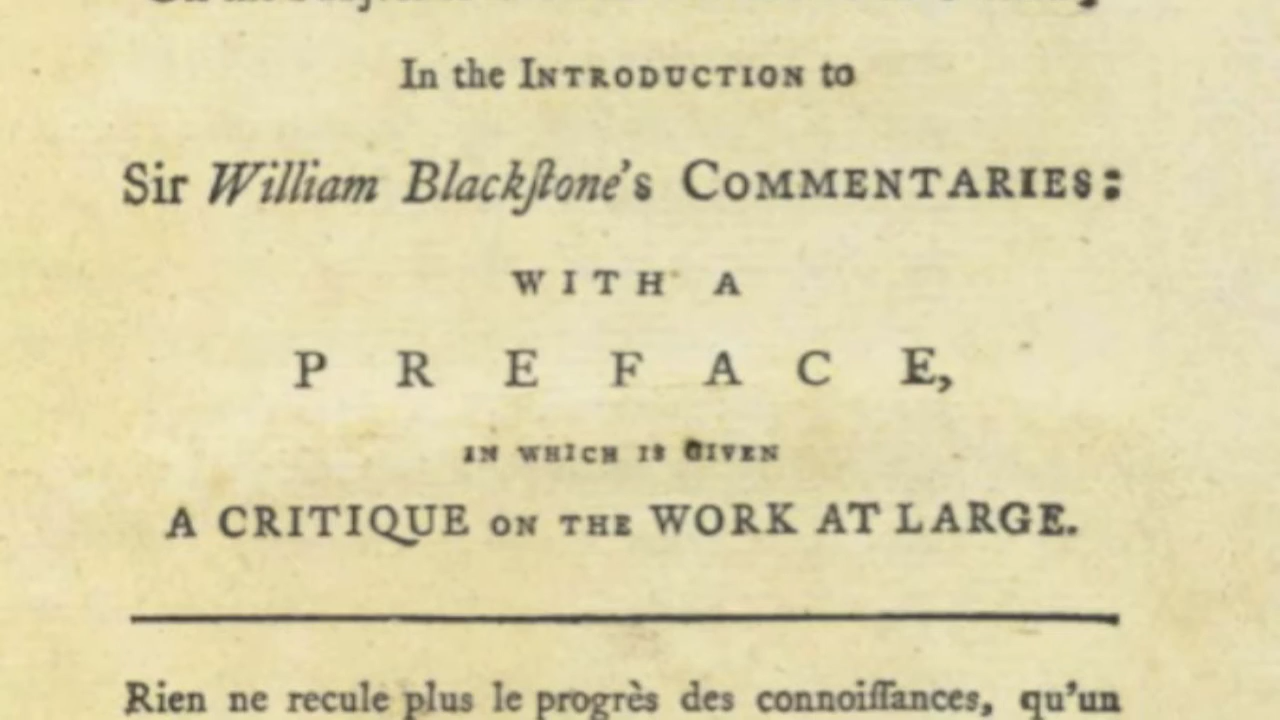 In the INTRODUCTION to
Sir William Blackſtone's COMMENTARIES:
WITH A
PREFACE,
IN WHICH IS GIVEN
A CRITIQUE ON THE WORK AT LARGE.
Rien ne recule plus le progrès des connoiſſances, qu'un